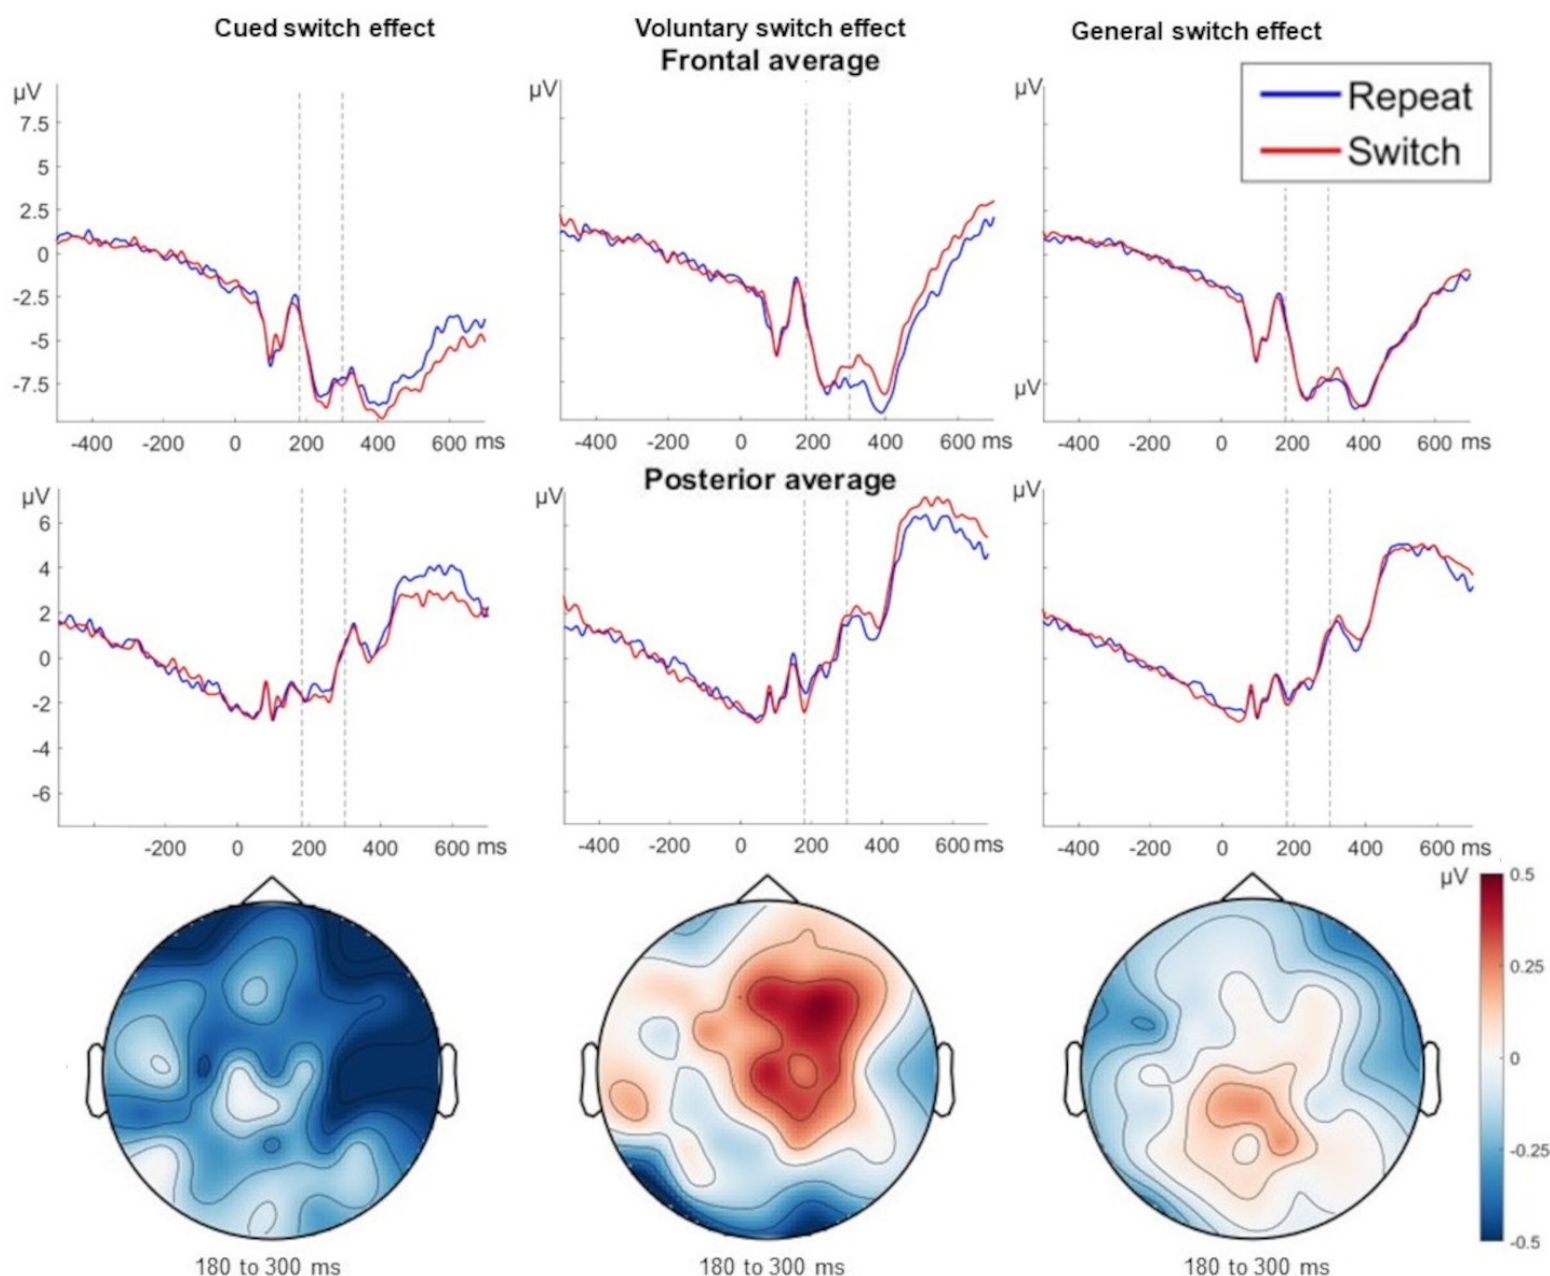 Cued switch effect Voluntary switch effect General switch effect
Frontal average
µV µV µV
Repeat
Switch
7.5
5
2.5
0
-2.5
-5
-7.5 µV
-400 -200 0 200 400 600 ms -400 -200 0 200 400 600 ms -400 -200 0 200 400 600 ms
Posterior average
µV µV µV
6
4
2
0
-2
-4
-6
-200 0 200 400 600 ms -400 -200 0 200 400 600 ms -400 -200 0 200 400 600 ms
µV 0.5
0.25
0
-0.25
-0.5
180 to 300 ms 180 to 300 ms 180 to 300 ms